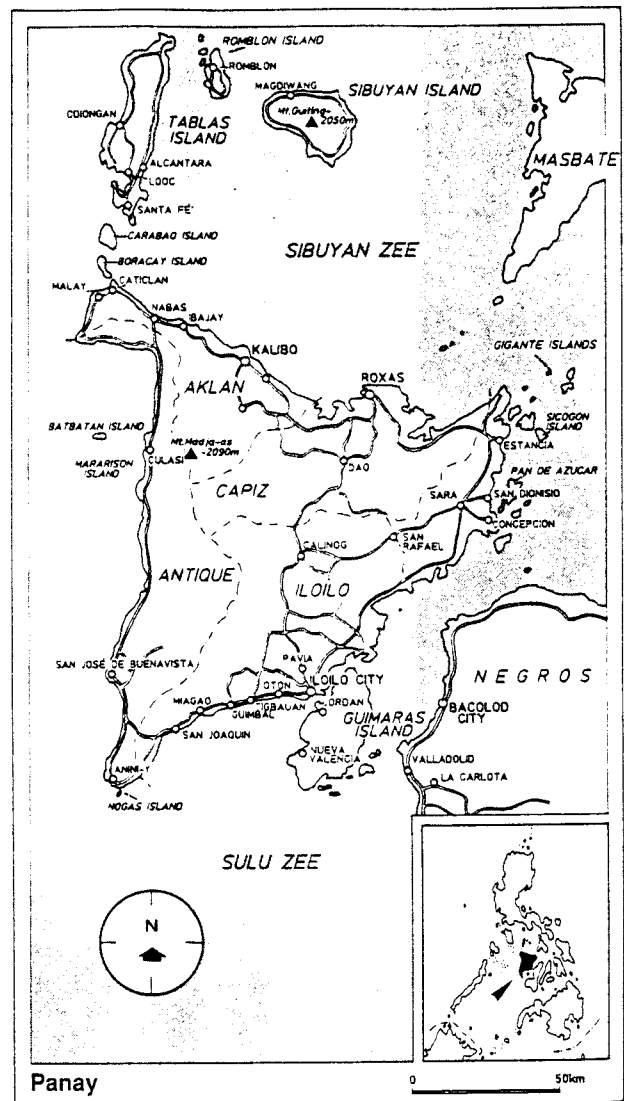 ROMBLON ISLAND
ROMBLON
MAGDIWANG
SIBUYAN ISLAND
Mt. Guiting-
2050m
TABLAS
ISLAND
MASBATE
ALCANTARA
LOOC
SANTA FÉ
CARABAO ISLAND
SIBUYAN ZEE
BORACAY ISLAND
CATICLAN
MALAY
NABAS
IBAJAY
KALIBO
GIGANTE ISLANDS
AKLAN
ROXAS
SICOGON
ISLAND
BATBATAN ISLAND
ESTANCIA
Mt. Madja-as
-2090m
CULASI
MARARISON
ISLAND
DAO
PAN DE AZUCAR
CAPIZ
SARA
SAN DIONISIO
CONCEPCION
SAN
RAFAEL
CALINOG
ANTIQUE
ILOILO
SAN JOSÉ DE BUENAVISTA
PAVIA
NEGROS
ILOILO CITY
OTON
JORDAN
MIAGAO
TIGBAUAN
GUIMBAL
GUIMARAS
ISLAND
BACOLOD
CITY
SAN JOAQUIN
NUEVA
VALENCIA
VALLADOLID
LA CARLOTA
ANINI-Y
NOGAS ISLAND
SULU ZEE
N
Panay
0 50km